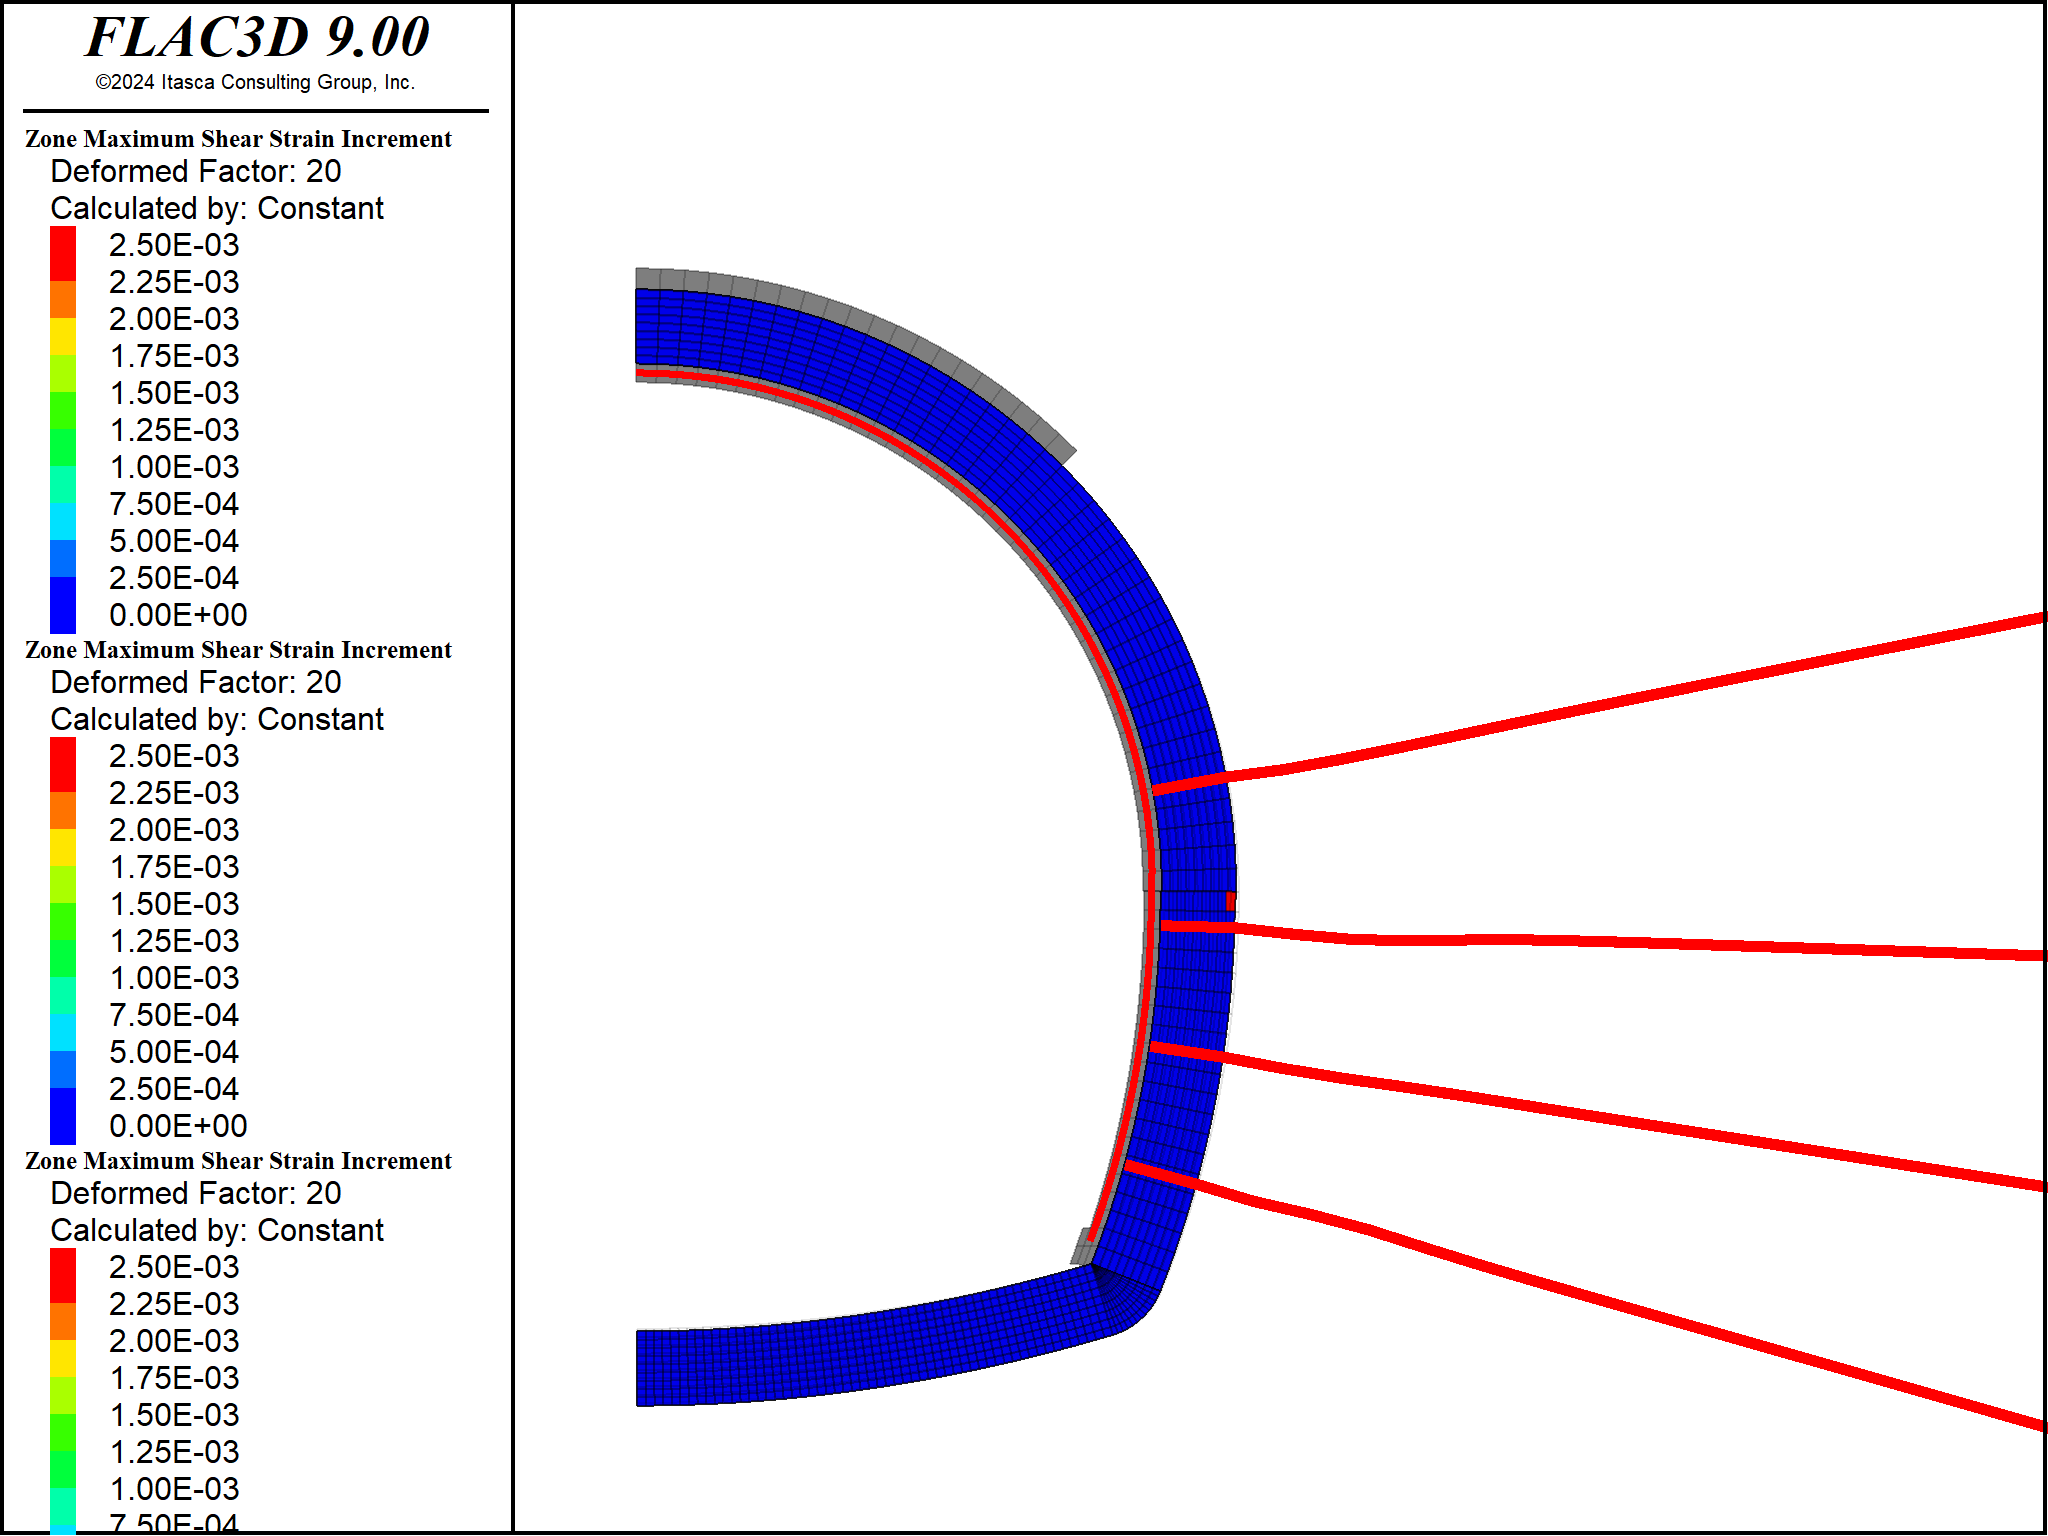 FLAC3D 9.00
©2024 Itasca Consulting Group, Inc.
Zone Maximum Shear Strain Increment
Deformed Factor: 20
Calculated by: Constant
2.50E-03
2.25E-03
2.00E-03
1.75E-03
1.50E-03
1.25E-03
1.00E-03
7.50E-04
5.00E-04
2.50E-04
0.00E+00
Zone Maximum Shear Strain Increment
Deformed Factor: 20
Calculated by: Constant
2.50E-03
2.25E-03
2.00E-03
1.75E-03
1.50E-03
1.25E-03
1.00E-03
7.50E-04
5.00E-04
2.50E-04
0.00E+00
Zone Maximum Shear Strain Increment
Deformed Factor: 20
Calculated by: Constant
2.50E-03
2.25E-03
2.00E-03
1.75E-03
1.50E-03
1.25E-03
1.00E-03
7.50E-04